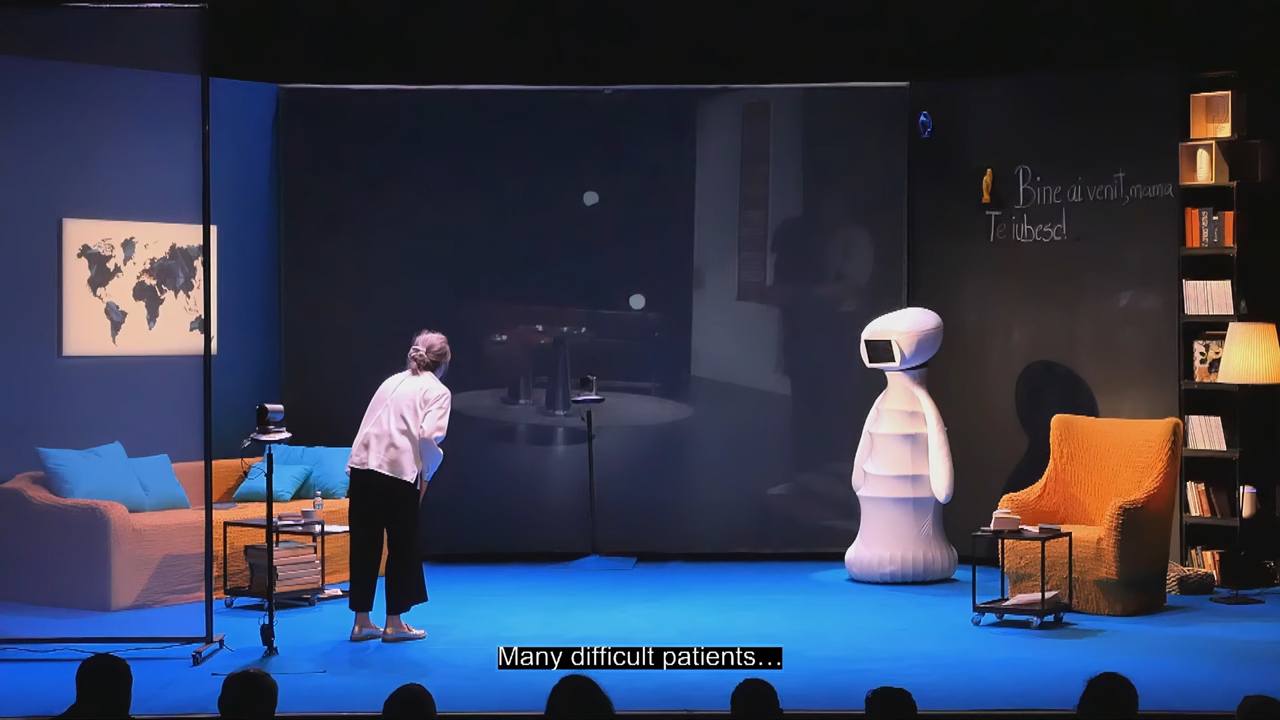 Bine ai venit, mama
Te iubesc!
Many difficult patients...